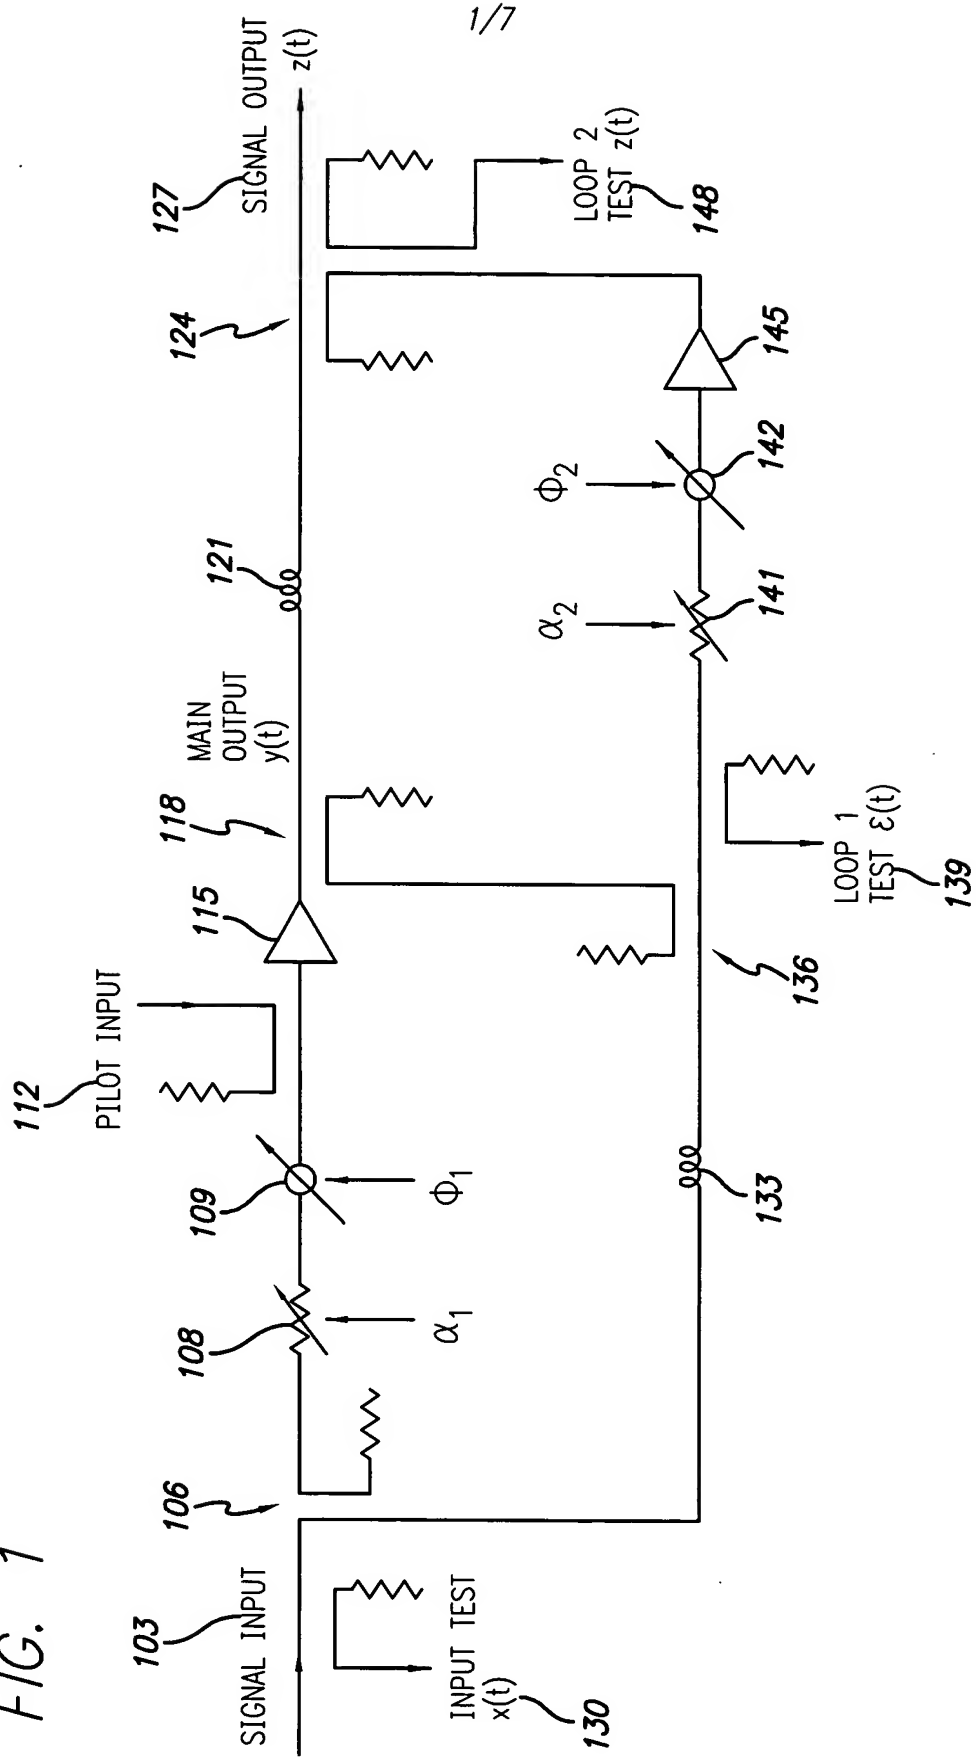 1/7
FIG. 1
103
SIGNAL INPUT
INPUT TEST
x(t)
130
106
108
α1
109
Φ1
112
PILOT INPUT
115
118
MAIN
OUTPUT
y(t)
121
124
127
SIGNAL OUTPUT
z(t)
133
136
LOOP 1
TEST ε(t)
139
α2
141
Φ2
142
145
LOOP 2
TEST z(t)
148